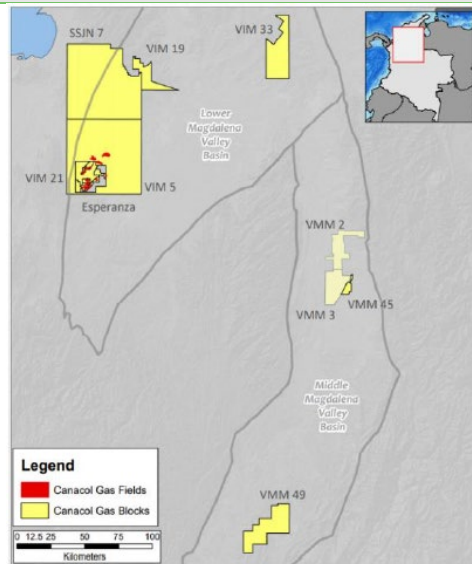 SSJN 7
VIM 19
VIM 33
Lower
Magdalena
Valley
Basin
VIM 21
VIM 5
Esperanza
VMM 2
VMM 45
VMM 3
Middle
Magdalena
Valley
Basin
VMM 49
Legend
Canacol Gas Fields
Canacol Gas Blocks
0 12.5 25 50 75 100
Kilometers